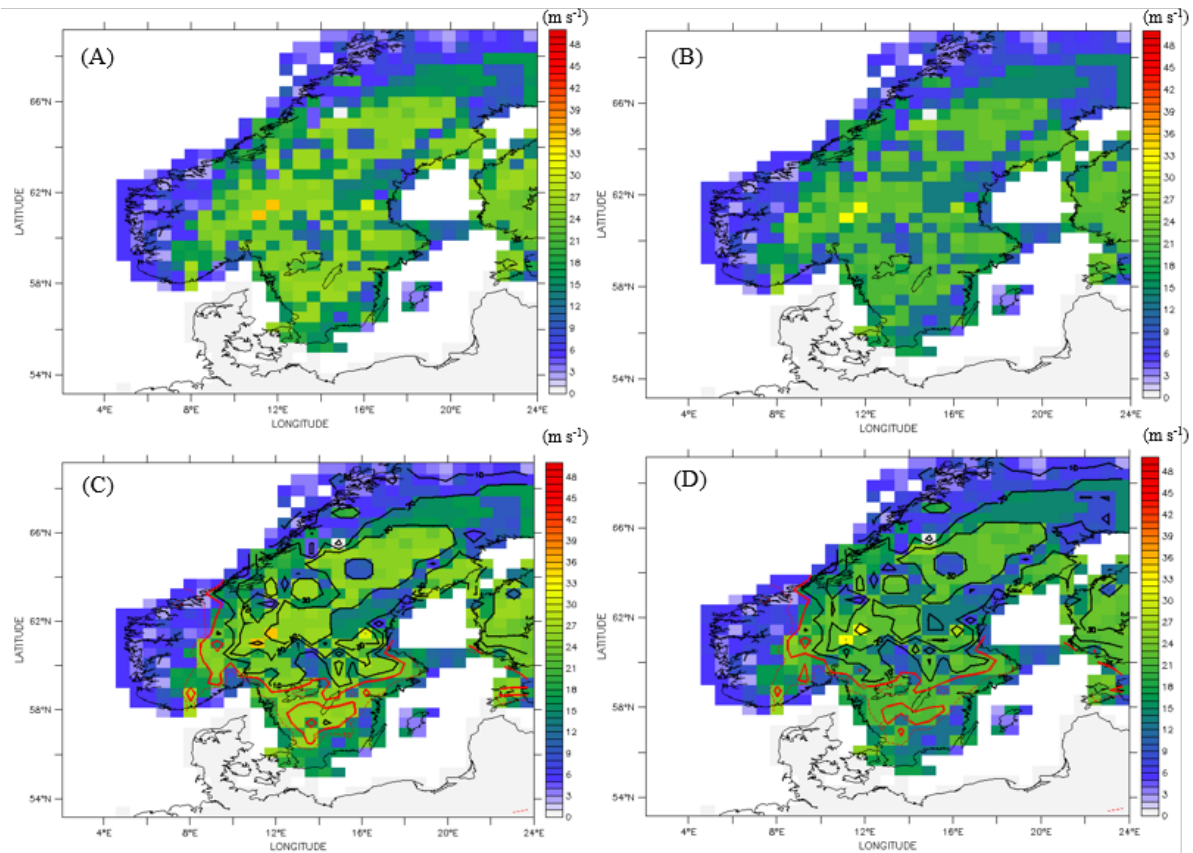 (m s-1) (m s-1)
(A) (B)
48 48
45 45
42 42
39 39
36 36
33 33
30 30
27 27
24 24
21 21
18 18
15 15
12 12
9 9
6 6
3 3
0 0
66°N 66°N
62°N 62°N
58°N 58°N
54°N 54°N
LATITUDE LATITUDE
4°E 8°E 12°E 16°E 20°E 24°E 4°E 8°E 12°E 16°E 20°E 24°E
LONGITUDE LONGITUDE
(m s-1) (m s-1)
(C) (D)
48 48
45 45
42 42
39 39
36 36
33 33
30 30
27 27
24 24
21 21
18 18
15 15
12 12
9 9
6 6
3 3
0 0
66°N 66°N
62°N 62°N
58°N 58°N
54°N 54°N
LATITUDE LATITUDE
4°E 8°E 12°E 16°E 20°E 24°E 4°E 8°E 12°E 16°E 20°E 24°E
LONGITUDE LONGITUDE